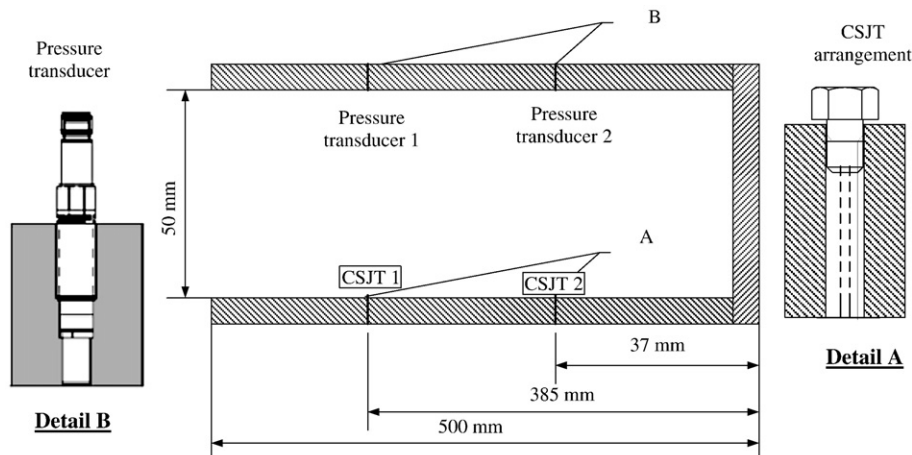 Pressure
transducer
Detail B
B
Pressure
transducer 1
Pressure
transducer 2
50 mm
A
CSJT 1
CSJT 2
37 mm
385 mm
500 mm
CSJT
arrangement
Detail A